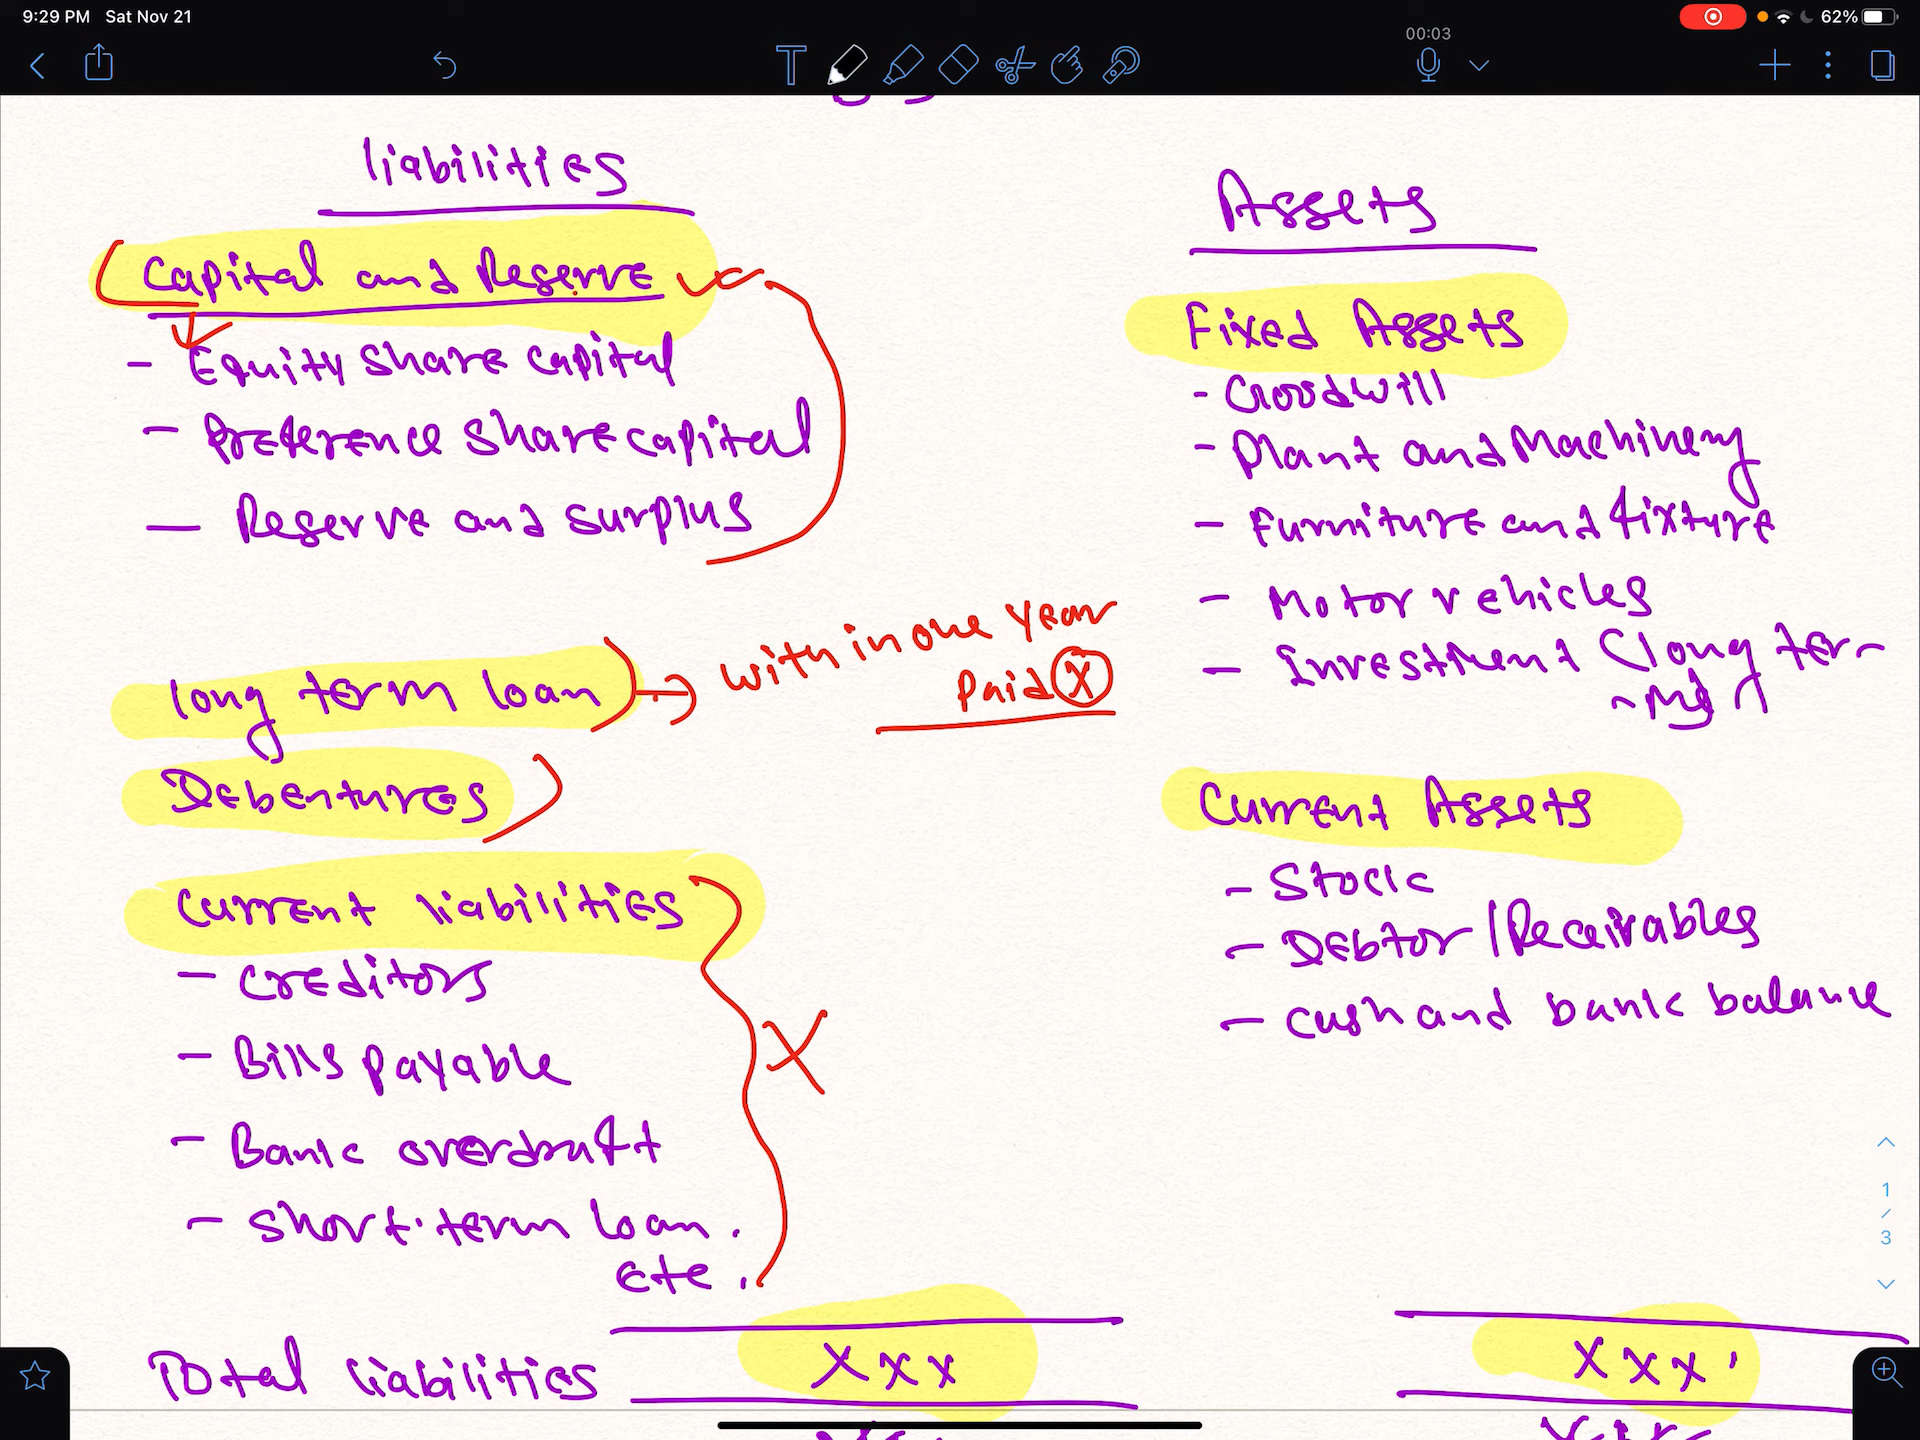 9:29 PM Sat Nov 21
62%
00:03
liabilities
Capital and Reserve
- Equity share capital
- Preference share capital
- Reserve and surplus
long term loan
with in one year
paid X
Debentures
Current liabilities
- creditors
- Bills payable
- Bank overdraft
- short-term loan.
etc.
Total liabilities
XXX
Assets
Fixed Assets
- Goodwill
- Plant and Machinery
- Furniture and fixture
- Motor vehicles
- Investment (long ter-
Current Assets
- Stock
- Debtor / Receivables
- cash and bank balance
XXX
1
/
3